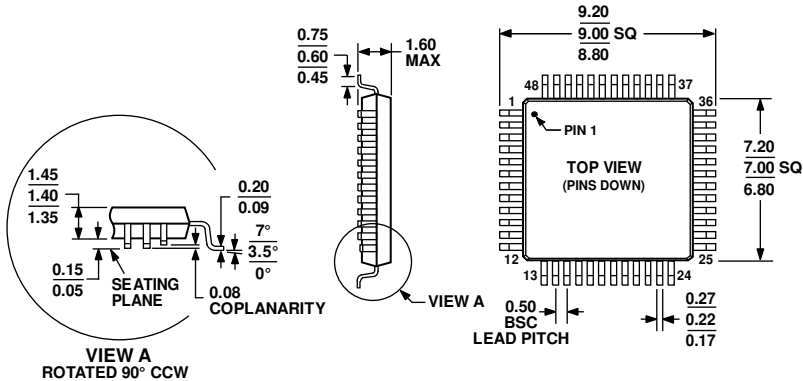 0.75
0.60
0.45
1.60
MAX
9.20
9.00 SQ
8.80
48
37
1
36
PIN 1
TOP VIEW
(PINS DOWN)
7.20
7.00 SQ
6.80
12
25
13
24
0.50
BSC
LEAD PITCH
0.27
0.22
0.17
1.45
1.40
1.35
0.20
0.09
7°
3.5°
0°
0.15
0.05
SEATING
PLANE
0.08
COPLANARITY
VIEW A
VIEW A
ROTATED 90° CCW